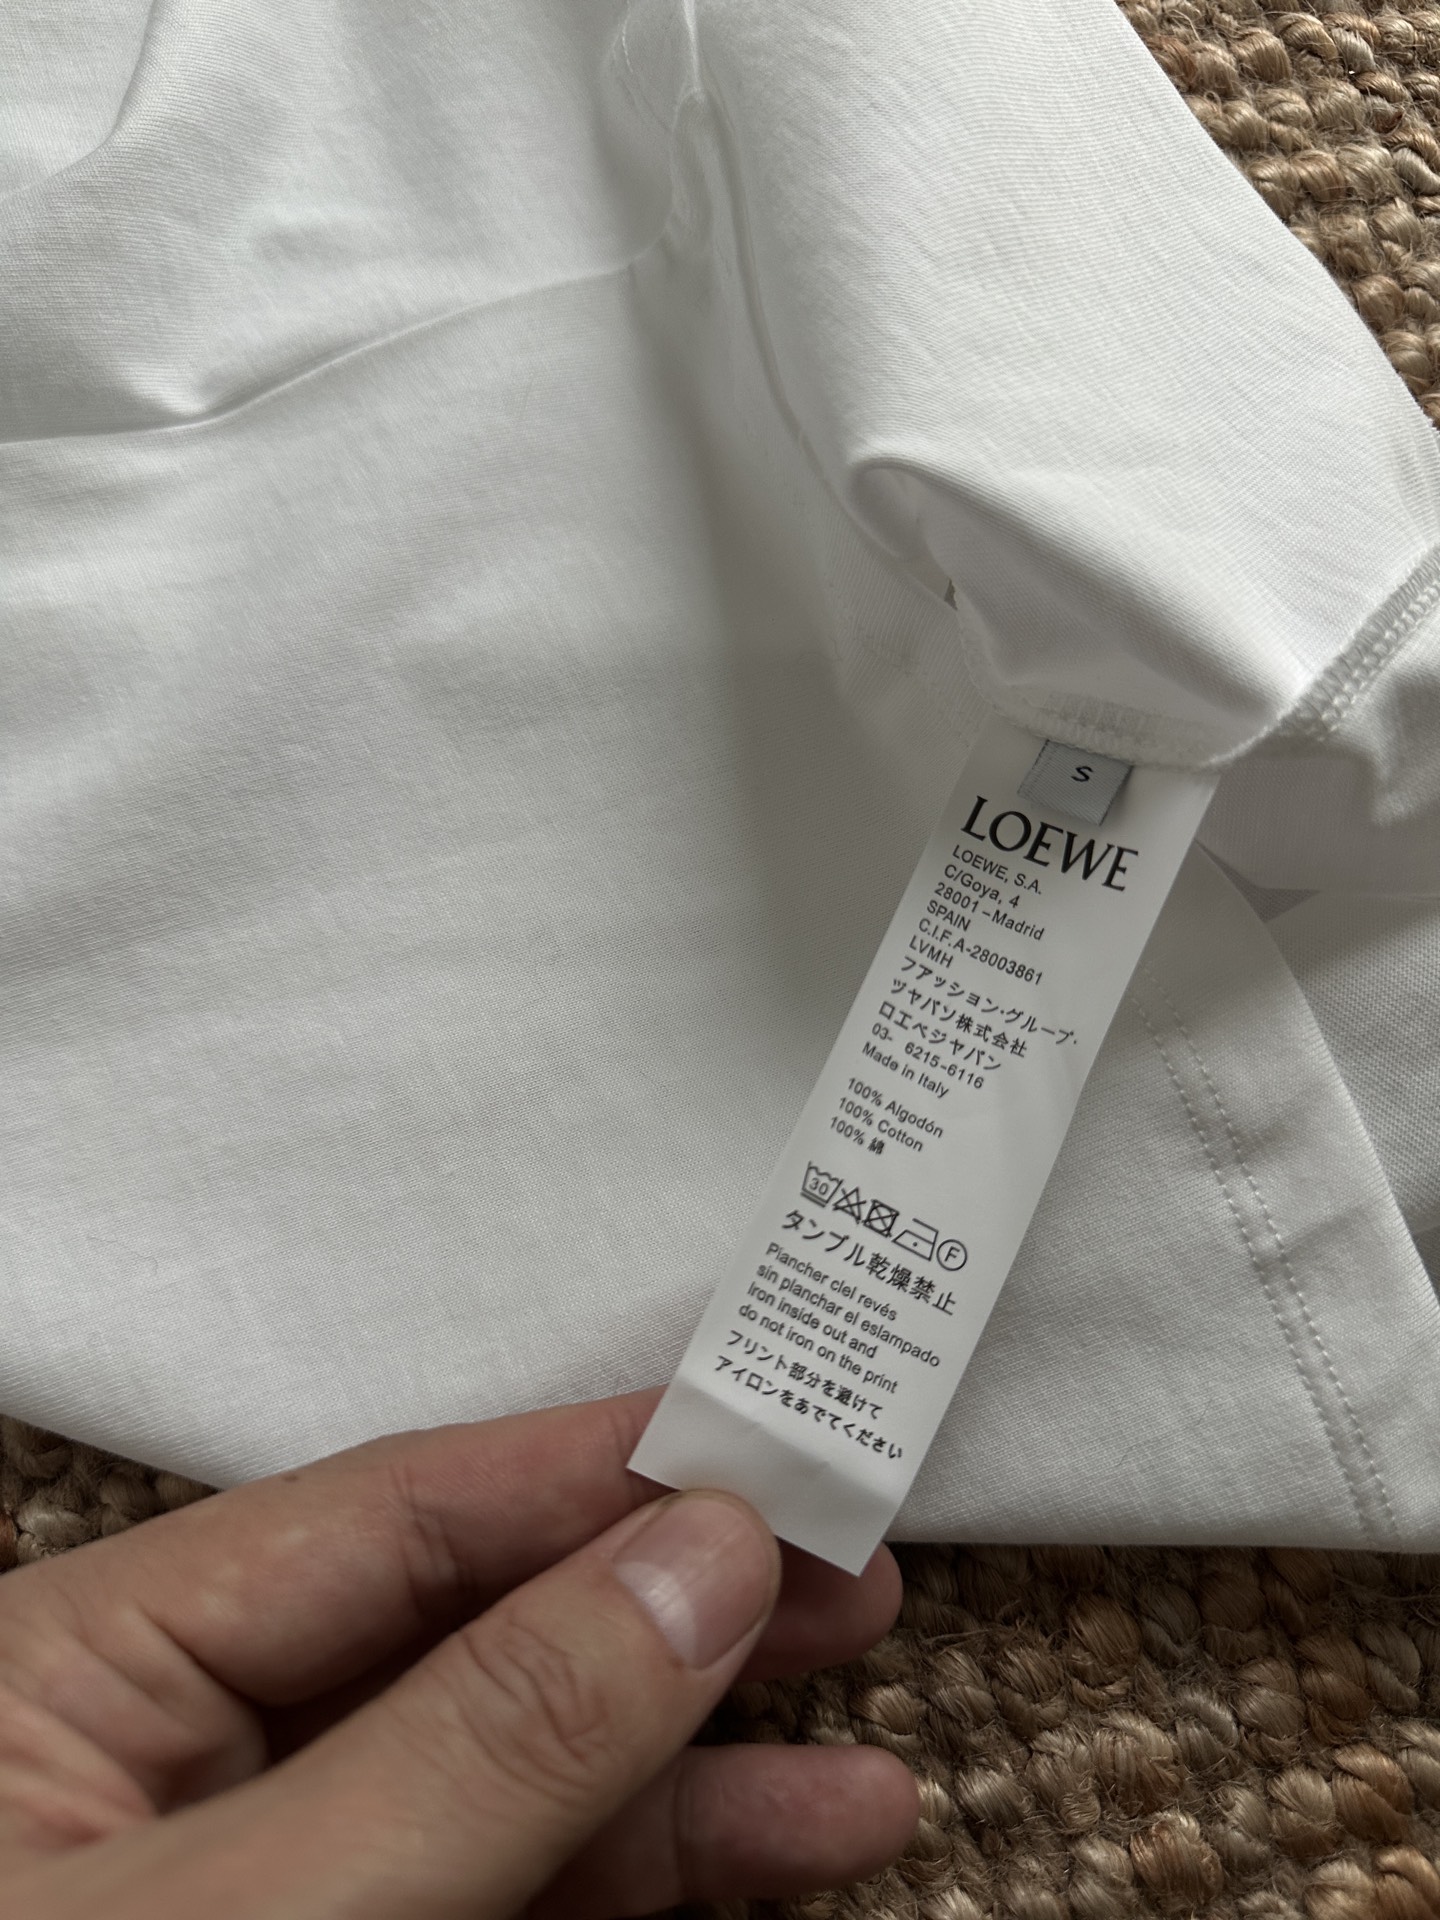 S
LOEWE
LOEWE, S.A.
C/Goya, 4
28001 – Madrid
SPAIN
C.I.F. A-28003861
LVMH
フアッション・グループ・
ツヤパソ株式会社
ロエベジャパン
03- 6215-6116
Made in Italy
100% Algodón
100% Cotton
100% 綿
30
F
タンブル乾燥禁止
Plancher ciel revés
sin planchar el eslampado
Iron inside out and
do not iron on the print
フリント部分を避けて
アイロンをあでてください